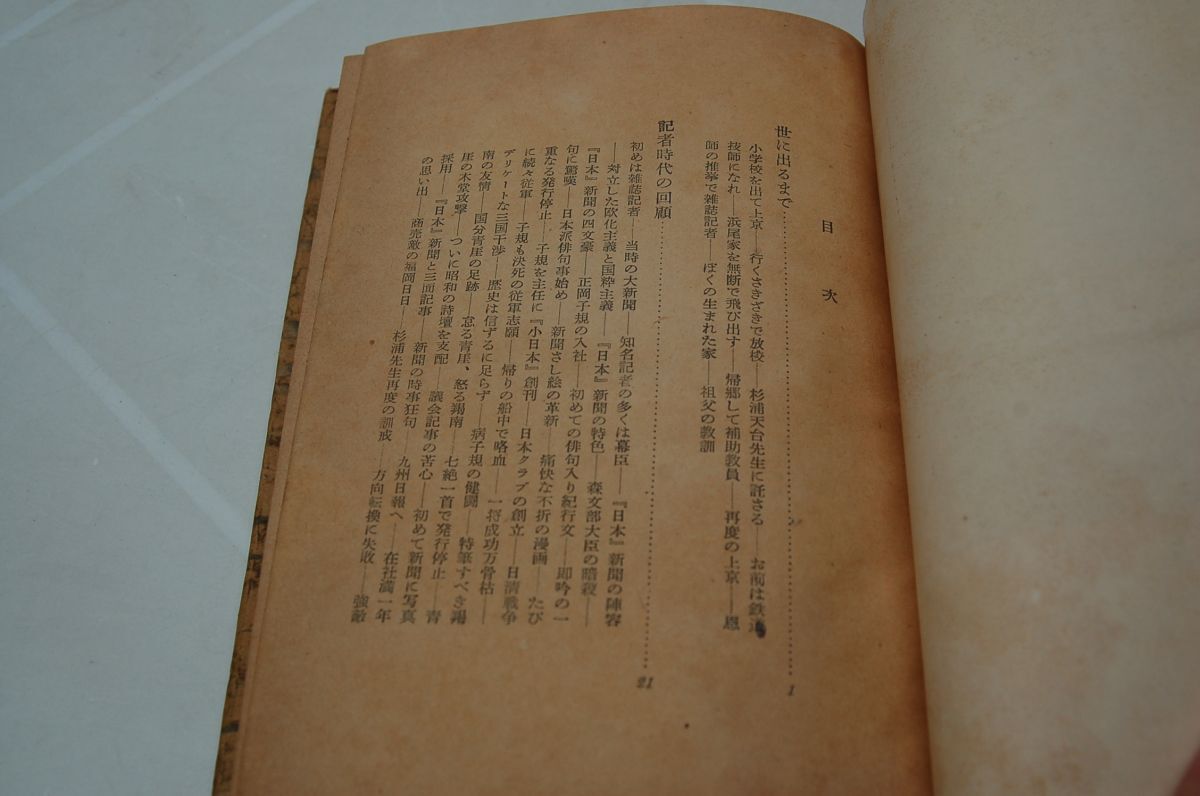 目次
世に出るまで……………………………1
小学校を出て上京――行くさきざきで放校――杉浦天台先生に託さる――お前は鉄道
技師になれ――浜尾家を無断で飛び出す――帰郷して補助教員――再度の上京――恩
師の推挙で雑誌記者――ぼくの生まれた家――祖父の教訓
記者時代の回顧……………………………21
初めは雑誌記者――当時の大新聞――知名記者の多くは幕臣――『日本』新聞の陣容
――対立した欧化主義と国粋主義――『日本』新聞の特色――森文部大臣の暗殺――
『日本』新聞の四文豪――正岡子規の入社――初めての俳句入り紀行文――即吟の一
句に驚嘆――日本派俳句事始め――新聞さし絵の革新――痛快な不折の漫画――たび
重なる発行停止――子規を主任に『小日本』創刊――日本クラブの創立――日清戦争
に続々従軍――子規も決死の従軍志願――帰りの船中で喀血――一将成功万骨枯――
デリケートな三国干渉――歴史は信ずるに足らず――病子規の健闘――特筆すべき羯
南の友情――国分青崖の足跡――怠る青崖、怒る羯南――七絶一首で発行停止――青
崖の木堂攻撃――ついに昭和の詩壇を支配――議会記事の苦心――初めて新聞に写真
採用――『日本』新聞と三面記事――新聞の時事狂句――九州日報へ――在社満一年
の思い出――商売敵の福岡日日――杉浦先生再度の訓戒――方向転換に失敗――強敵